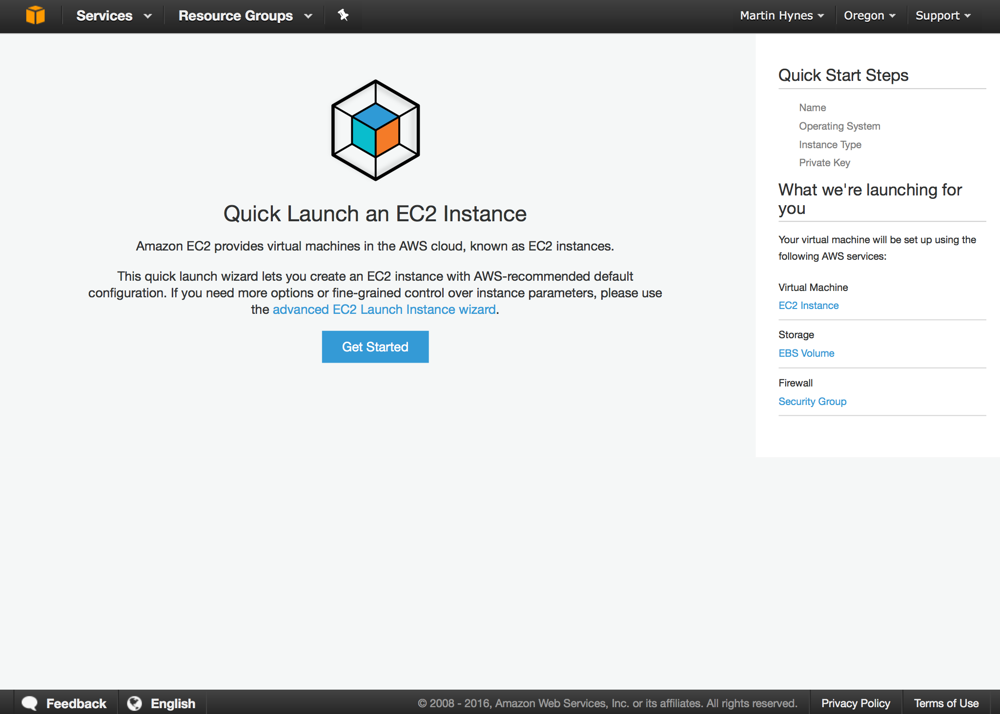 Services
Resource Groups
Martin Hynes
Oregon
Support
Quick Launch an EC2 Instance
Amazon EC2 provides virtual machines in the AWS cloud, known as EC2 instances.
This quick launch wizard lets you create an EC2 instance with AWS-recommended default
configuration. If you need more options or fine-grained control over instance parameters, please use
the advanced EC2 Launch Instance wizard.
Get Started
Quick Start Steps
Name
Operating System
Instance Type
Private Key
What we're launching for
you
Your virtual machine will be set up using the
following AWS services:
Virtual Machine
EC2 Instance
Storage
EBS Volume
Firewall
Security Group
Feedback
English
© 2008 - 2016, Amazon Web Services, Inc. or its affiliates. All rights reserved.
Privacy Policy
Terms of Use